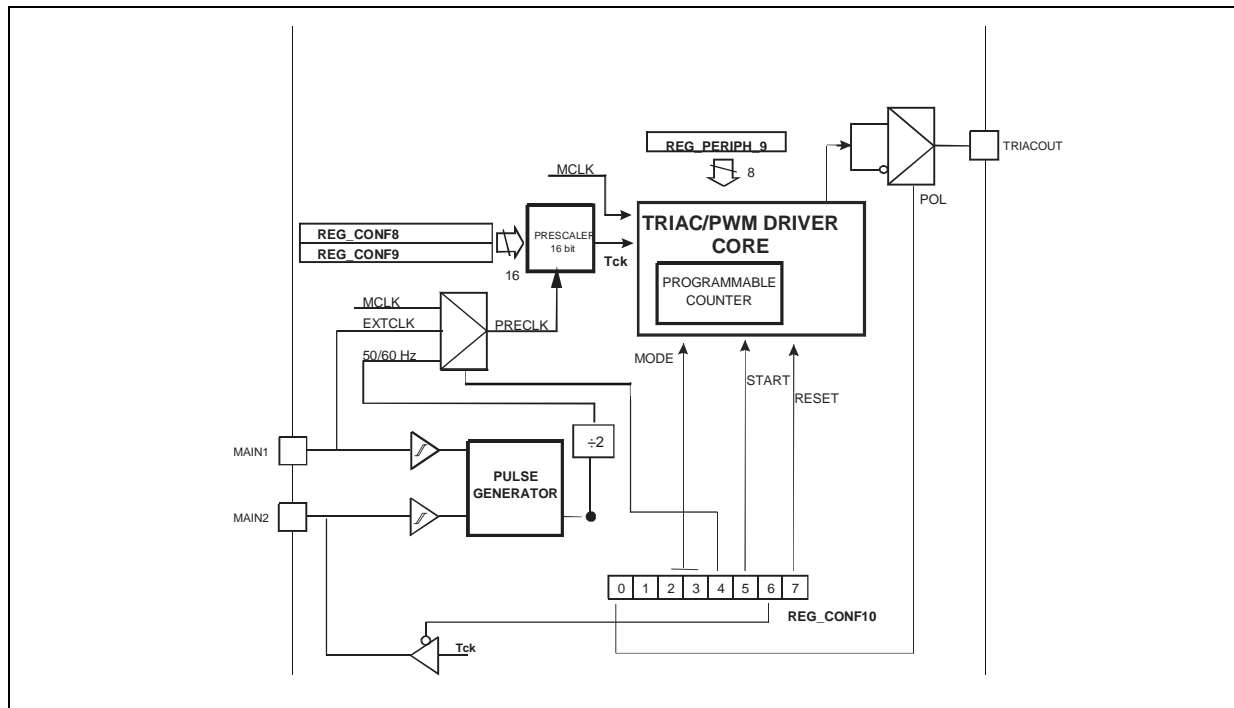 REG_PERIPH_9
TRIACOUT
MCLK
8
POL
TRIAC/PWM DRIVER
CORE
REG_CONF8
REG_CONF9
16
PRESCALER
16 bit
Tck
PROGRAMMABLE
COUNTER
MCLK
EXTCLK
PRECLK
50/60 Hz
MODE
START
RESET
÷2
MAIN1
PULSE
GENERATOR
MAIN2
0 1 2 3 4 5 6 7
REG_CONF10
Tck